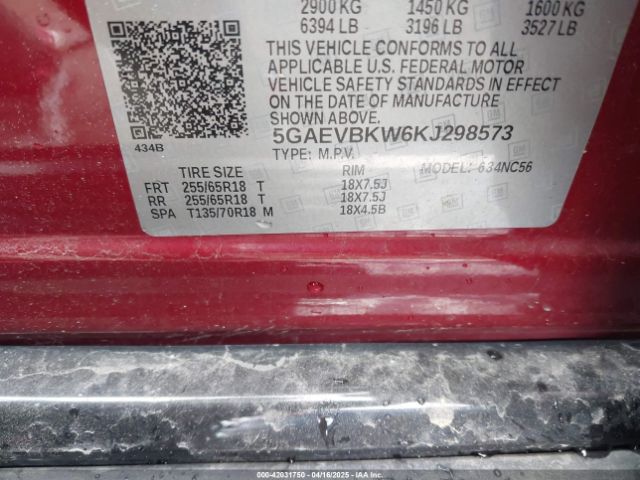 2900 KG 1450 KG 1600 KG
6394 LB 3196 LB 3527 LB
THIS VEHICLE CONFORMS TO ALL
APPLICABLE U.S. FEDERAL MOTOR
VEHICLE SAFETY STANDARDS IN EFFECT
ON THE DATE OF MANUFACTURE
SHOWN ABOVE.
5GAEVBKW6KJ298573
434B
TYPE: M.P.V. MODEL: 634NC56
TIRE SIZE RIM
FRT 255/65R18 T 18X7.5J
RR 255/65R18 T 18X7.5J
SPA T135/70R18 M 18X4.5B
GM
000-42031750 04/16/2025 IAA Holdings, LLC